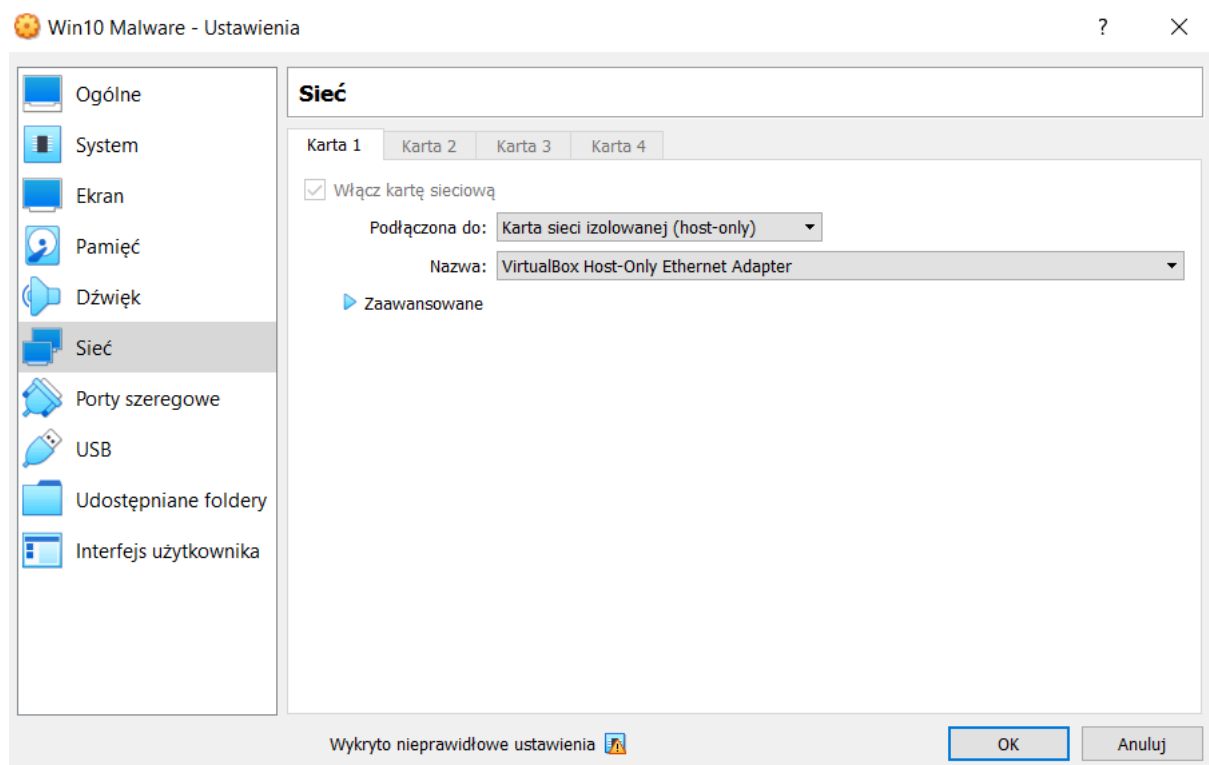 Win10 Malware - Ustawienia
?
Ogólne
System
Ekran
Pamięć
Dźwięk
Sieć
Porty szeregowe
USB
Udostępniane foldery
Interfejs użytkownika
Sieć
Karta 1 Karta 2 Karta 3 Karta 4
Włącz kartę sieciową
Podłączona do: Karta sieci izolowanej (host-only)
Nazwa: VirtualBox Host-Only Ethernet Adapter
Zaawansowane
Wykryto nieprawidłowe ustawienia
OK Anuluj